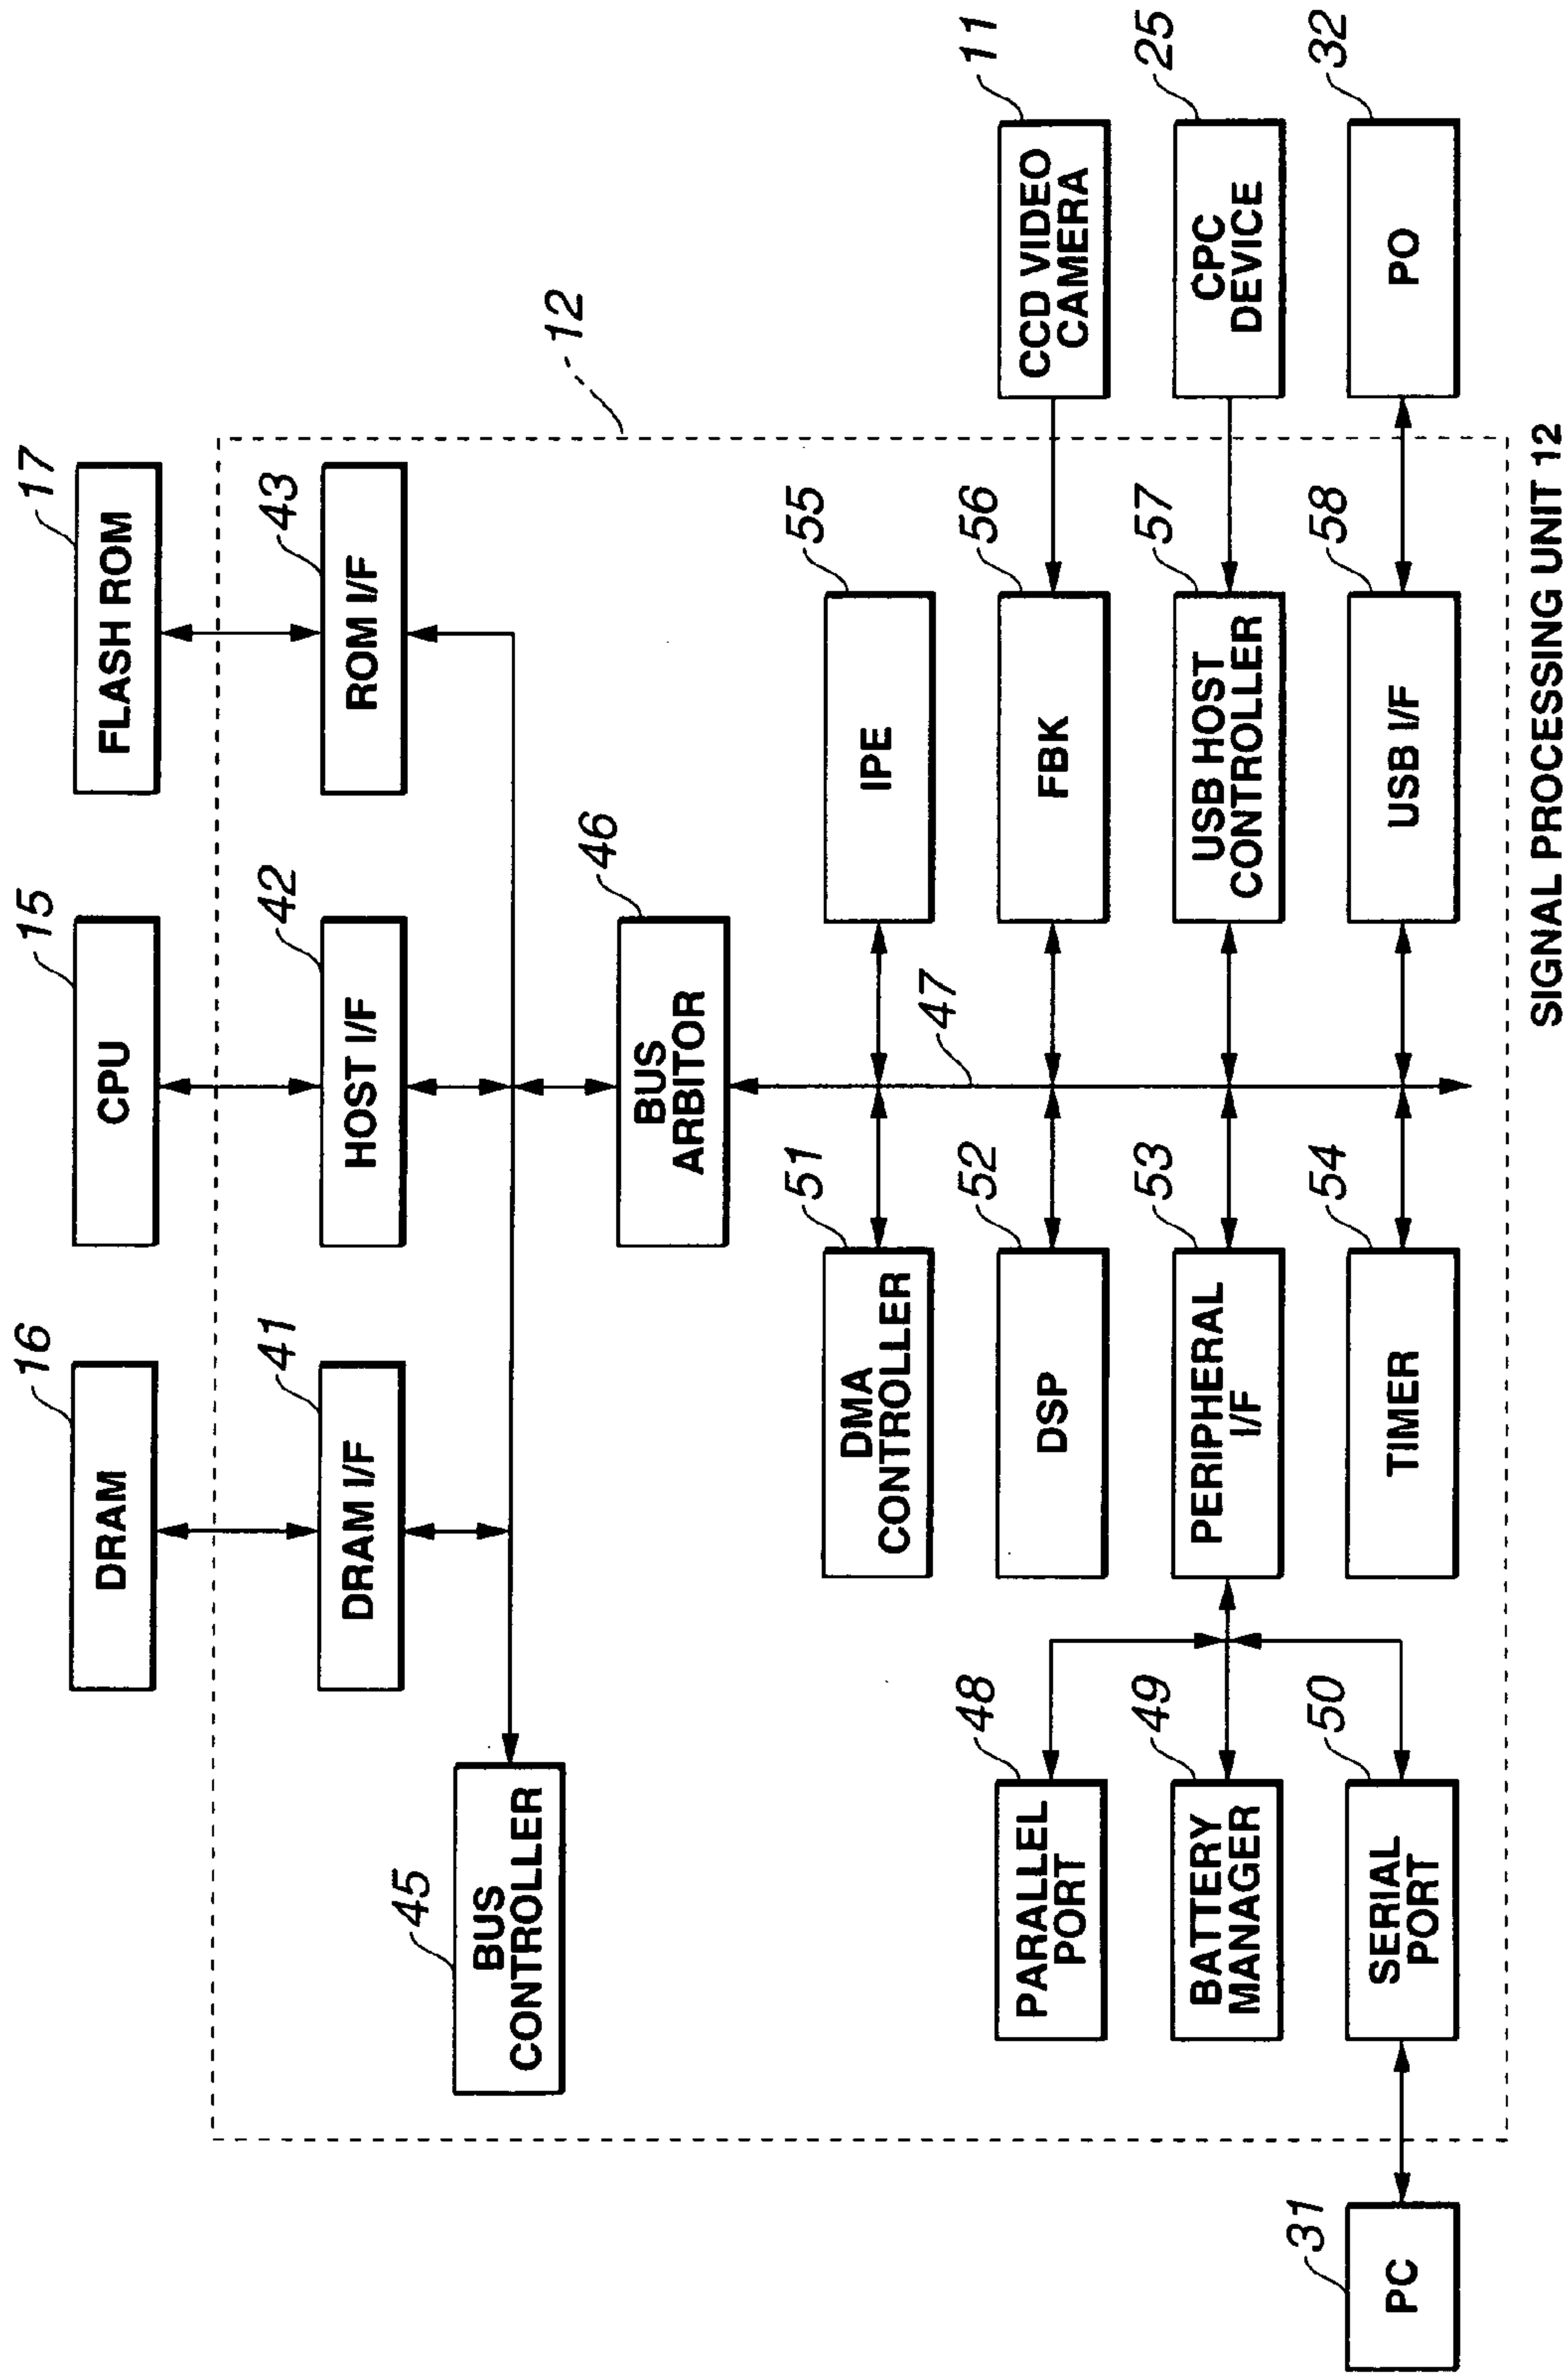 16
DRAM
15
CPU
17
FLASH ROM
41
DRAM I/F
42
HOST I/F
43
ROM I/F
12
45
BUS
CONTROLLER
46
BUS
ARBITOR
47
51
DMA
CONTROLLER
55
IPE
48
PARALLEL
PORT
52
DSP
56
FBK
11
CCD VIDEO
CAMERA
49
BATTERY
MANAGER
53
PERIPHERAL
I/F
57
USB HOST
CONTROLLER
25
CPC
DEVICE
31
PC
50
SERIAL
PORT
54
TIMER
58
USB I/F
32
PO
SIGNAL PROCESSING UNIT 12